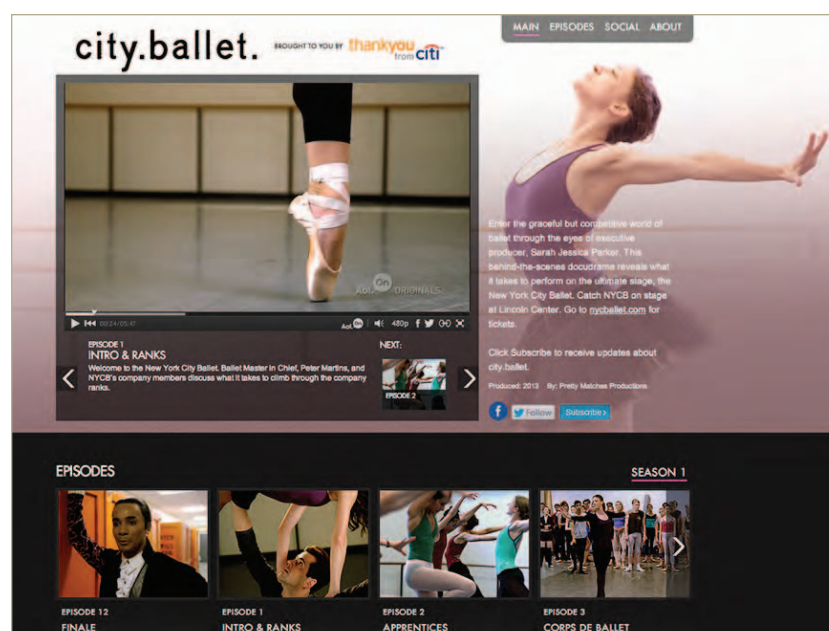 city.ballet.
BROUGHT TO YOU BY thankyou from citi
MAIN EPISODES SOCIAL ABOUT
Aol. On ORIGINALS
00:24/05:47 Aol. On 480p
EPISODE 1
INTRO & RANKS
Welcome to the New York City Ballet. Ballet Master in Chief, Peter Martins, and
NYCB's company members discuss what it takes to climb through the company
ranks.
NEXT:
EPISODE 2
Enter the graceful but competitive world of
ballet through the eyes of executive
producer, Sarah Jessica Parker. This
behind-the-scenes docudrama reveals what
it takes to perform on the ultimate stage, the
New York City Ballet. Catch NYCB on stage
at Lincoln Center. Go to nycballet.com for
tickets.
Click Subscribe to receive updates about
city.ballet.
Produced: 2013 By: Pretty Matches Productions
Follow Subscribe >
EPISODES
SEASON 1
EPISODE 12
FINALE
EPISODE 1
INTRO & RANKS
EPISODE 2
APPRENTICES
EPISODE 3
CORPS DE BALLET